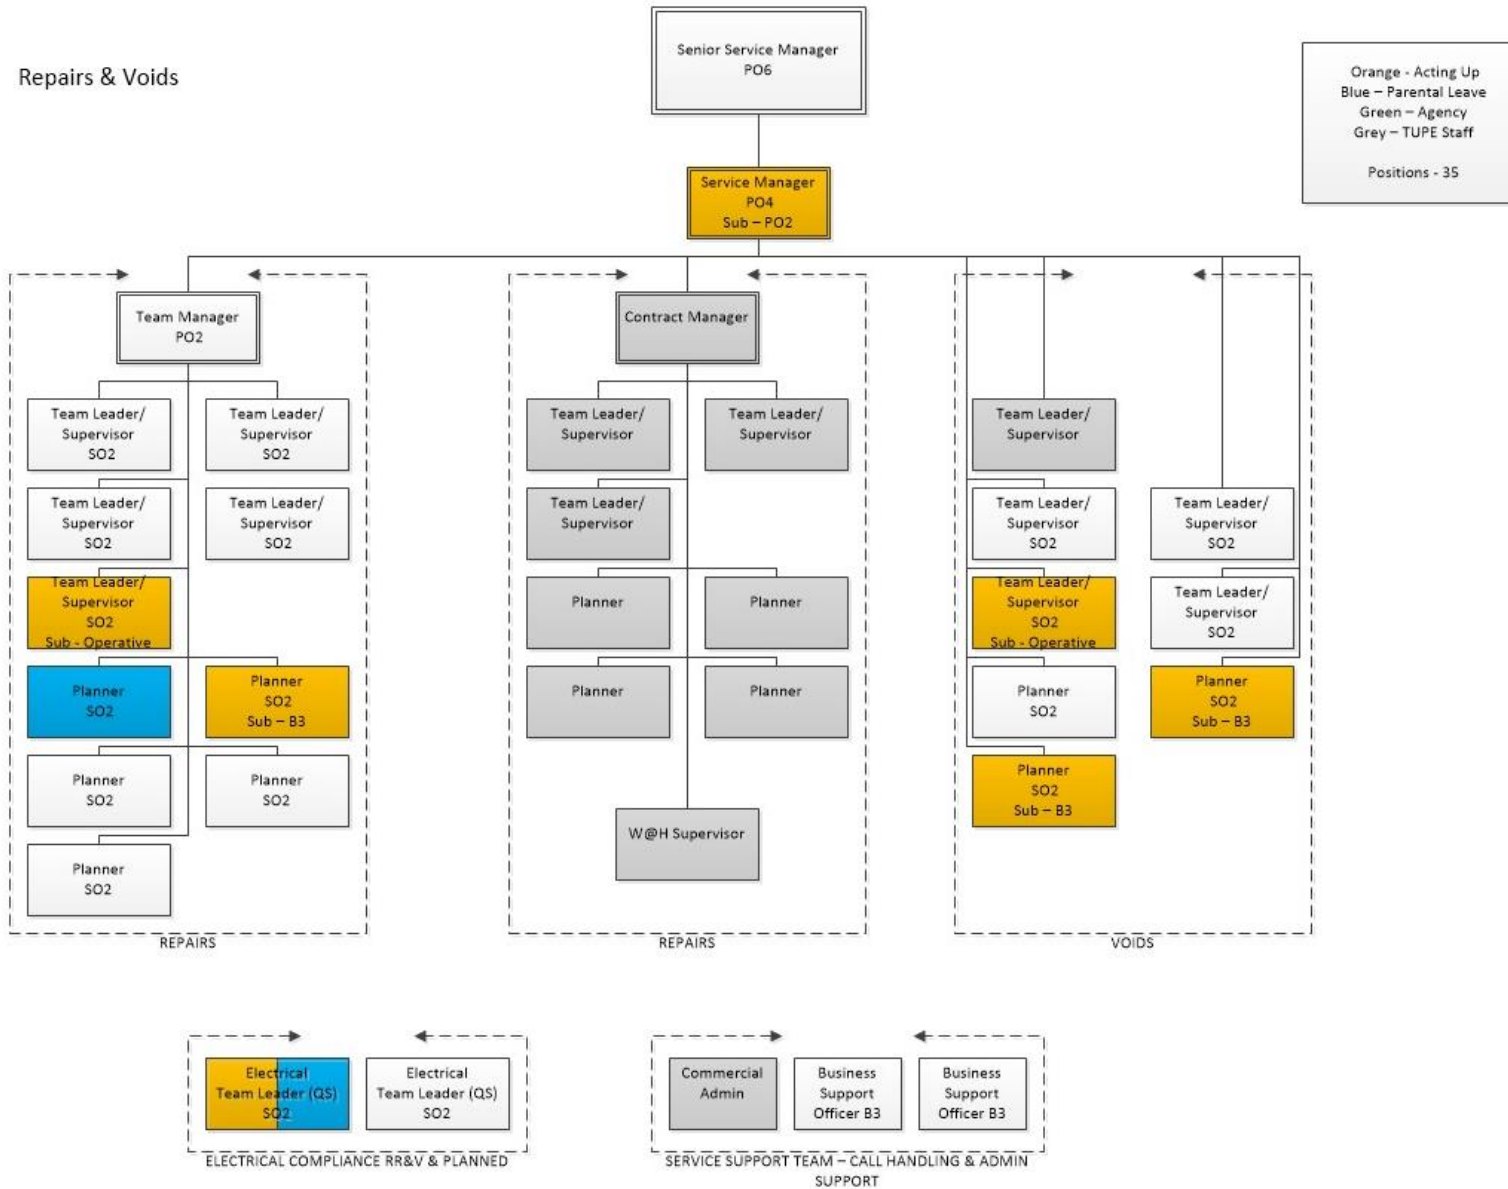 Repairs & Voids
Senior Service Manager
PO6
Orange - Acting Up
Blue – Parental Leave
Green – Agency
Grey – TUPE Staff
Positions - 35
Service Manager
PO4
Sub – PO2
Team Manager
PO2
Team Leader/
Supervisor
SO2
Team Leader/
Supervisor
SO2
Team Leader/
Supervisor
SO2
Team Leader/
Supervisor
SO2
Team Leader/
Supervisor
SO2
Sub - Operative
Planner
SO2
Planner
SO2
Sub – B3
Planner
SO2
Planner
SO2
Planner
SO2
REPAIRS
Contract Manager
Team Leader/
Supervisor
Team Leader/
Supervisor
Team Leader/
Supervisor
Planner
Planner
Planner
Planner
W@H Supervisor
REPAIRS
Team Leader/
Supervisor
Team Leader/
Supervisor
SO2
Team Leader/
Supervisor
SO2
Team Leader/
Supervisor
SO2
Sub - Operative
Team Leader/
Supervisor
SO2
Planner
SO2
Planner
SO2
Sub – B3
Planner
SO2
Sub – B3
VOIDS
Electrical
Team Leader (QS)
SO2
Electrical
Team Leader (QS)
SO2
ELECTRICAL COMPLIANCE RR&V & PLANNED
Commercial
Admin
Business
Support
Officer B3
Business
Support
Officer B3
SERVICE SUPPORT TEAM – CALL HANDLING & ADMIN
SUPPORT